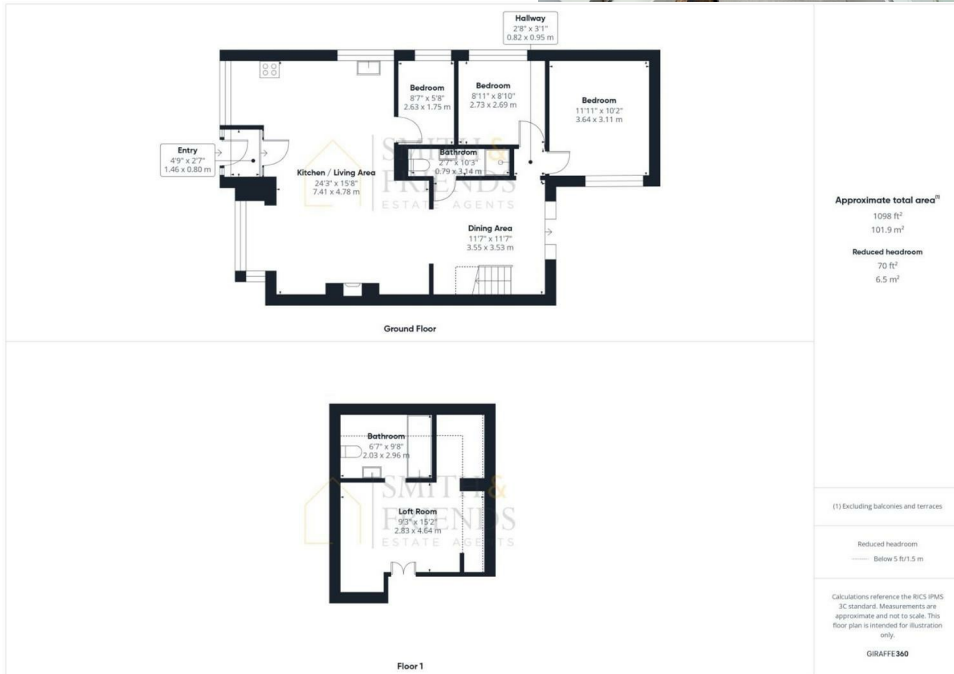 Hallway
2'8" x 3'1"
0.82 x 0.95 m
Bedroom
8'7" x 5'8"
2.63 x 1.75 m
Bedroom
8'11" x 8'10"
2.73 x 2.69 m
Bedroom
11'11" x 10'2"
3.64 x 3.11 m
Entry
4'9" x 2'7"
1.46 x 0.80 m
Bathroom
2'7" x 10'3"
0.79 x 3.14 m
Kitchen / Living Area
24'3" x 15'8"
7.41 x 4.78 m
Dining Area
11'7" x 11'7"
3.55 x 3.53 m
SMITH &
FRIENDS
ESTATE AGENTS
Ground Floor
Bathroom
6'7" x 9'8"
2.03 x 2.96 m
Loft Room
9'3" x 15'2"
2.83 x 4.64 m
SMITH &
FRIENDS
ESTATE AGENTS
Floor 1
Approximate total area(1)
1098 ft²
101.9 m²
Reduced headroom
70 ft²
6.5 m²
(1) Excluding balconies and terraces
Reduced headroom
Below 5 ft/1.5 m
Calculations reference the RICS IPMS
3C standard. Measurements are
approximate and not to scale. This
floor plan is intended for illustration
only.
GIRAFFE360